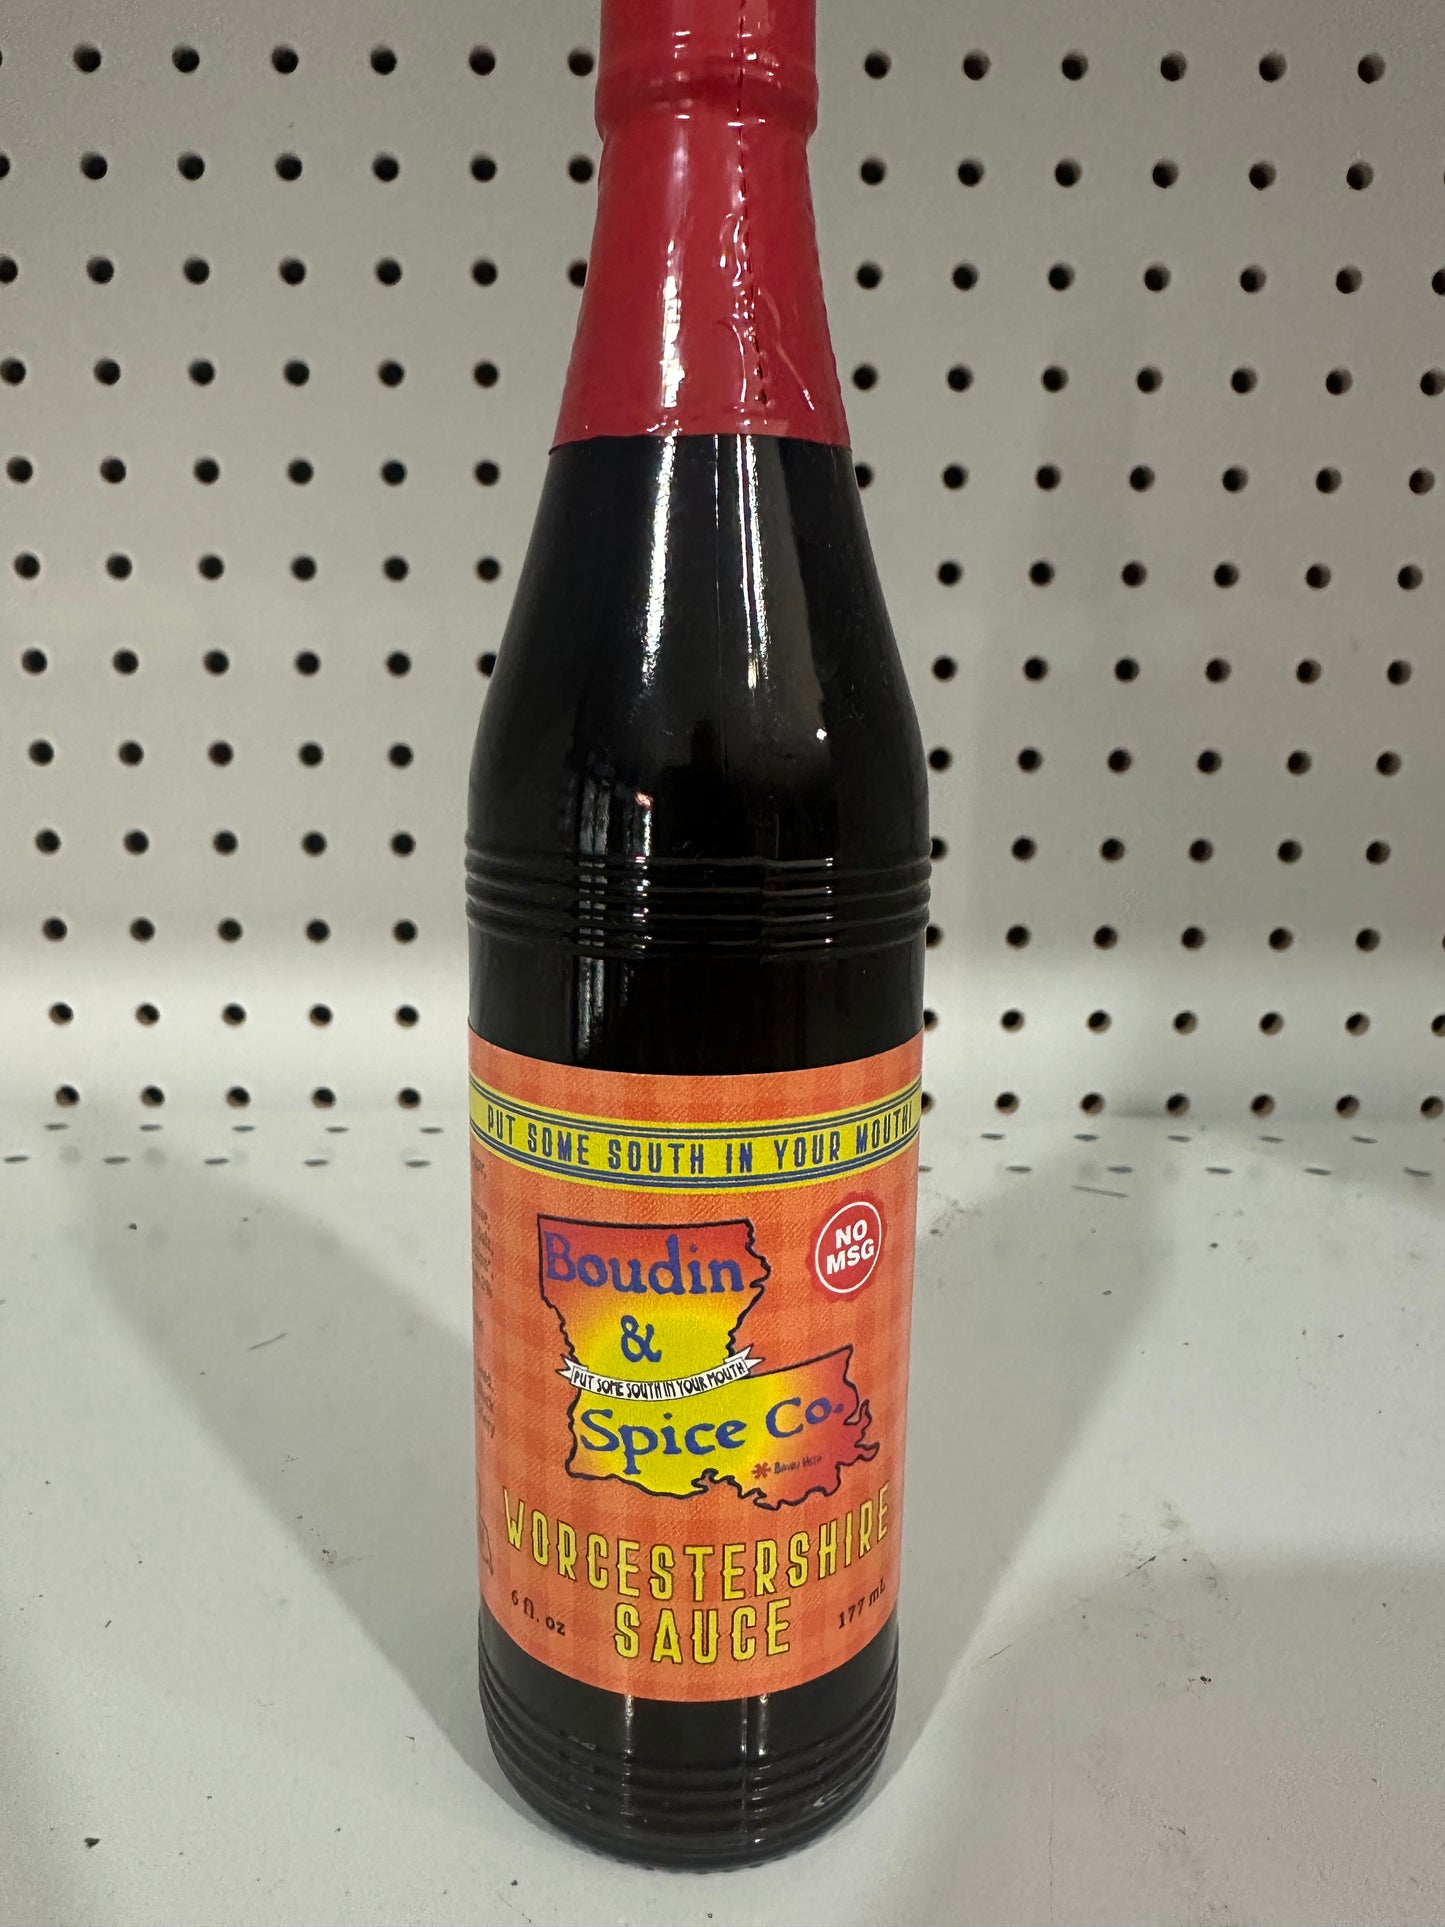 PUT SOME SOUTH IN YOUR MOUTH!
NO
MSG
Boudin
&
PUT SOME SOUTH IN YOUR MOUTH
Spice Co.
WORCESTERSHIRE
SAUCE
6 fl. oz
177 mL